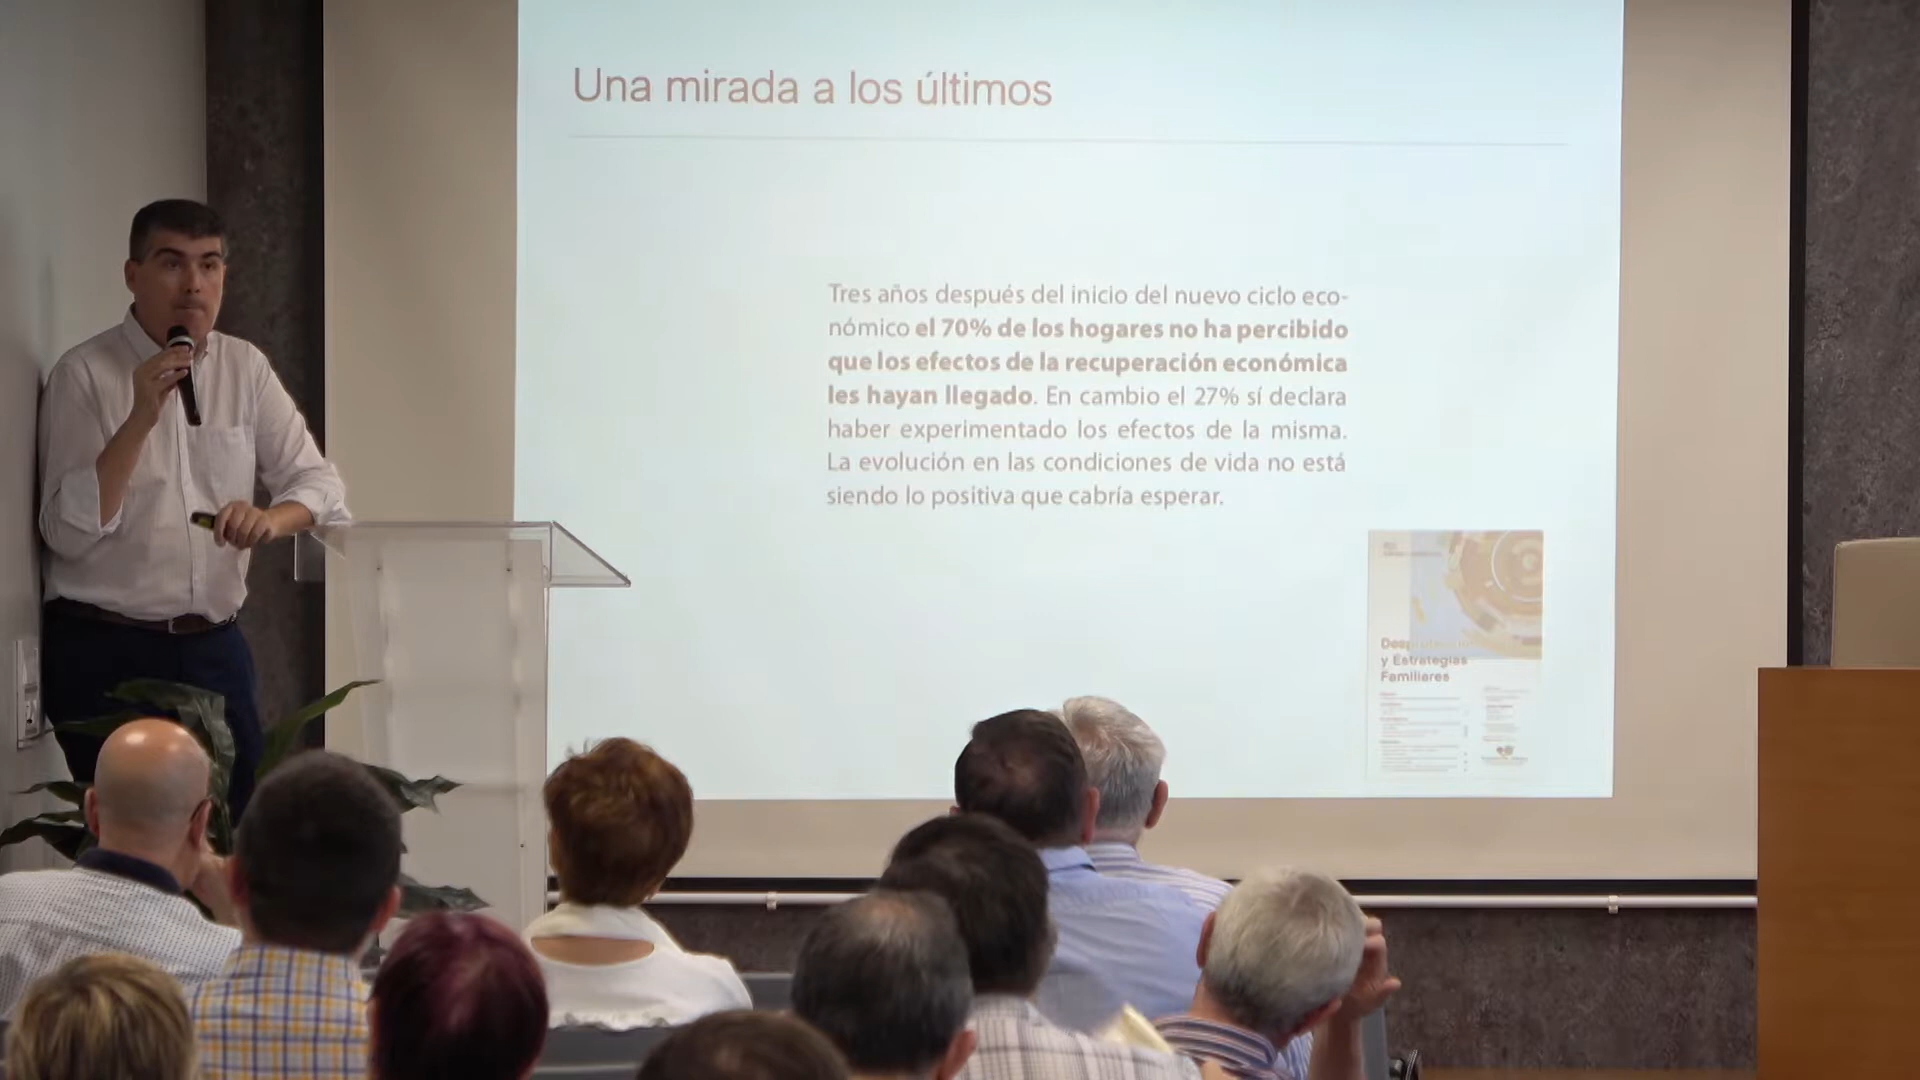 Una mirada a los últimos
Tres años después del inicio del nuevo ciclo eco-
nómico el 70% de los hogares no ha percibido
que los efectos de la recuperación económica
les hayan llegado. En cambio el 27% sí declara
haber experimentado los efectos de la misma.
La evolución en las condiciones de vida no está
siendo lo positiva que cabría esperar.
y Estrategias
Familiares